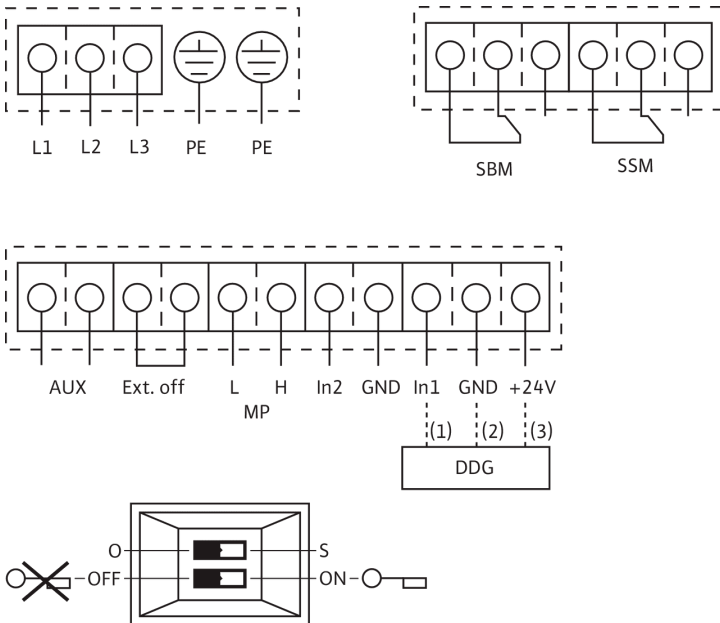 L1 L2 L3 PE PE
SBM SSM
AUX Ext. off L H In2 GND In1 GND +24V
MP
(1) (2) (3)
DDG
O S
OFF ON